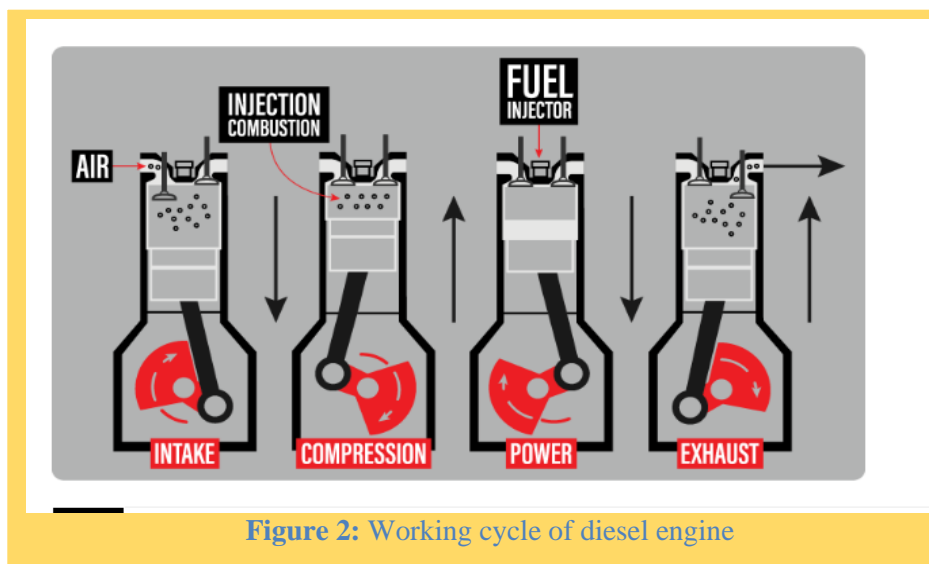 AIR
INJECTION
COMBUSTION
FUEL
INJECTOR
INTAKE
COMPRESSION
POWER
EXHAUST
Figure 2: Working cycle of diesel engine